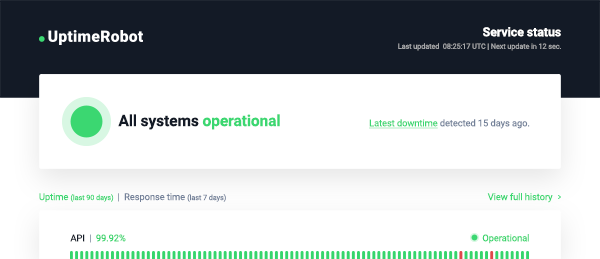 UptimeRobot
Service status
Last updated 08:25:17 UTC | Next update in 12 sec.
All systems operational
Latest downtime detected 15 days ago.
Uptime (last 90 days) | Response time (last 7 days)
View full history >
API | 99.92%
Operational